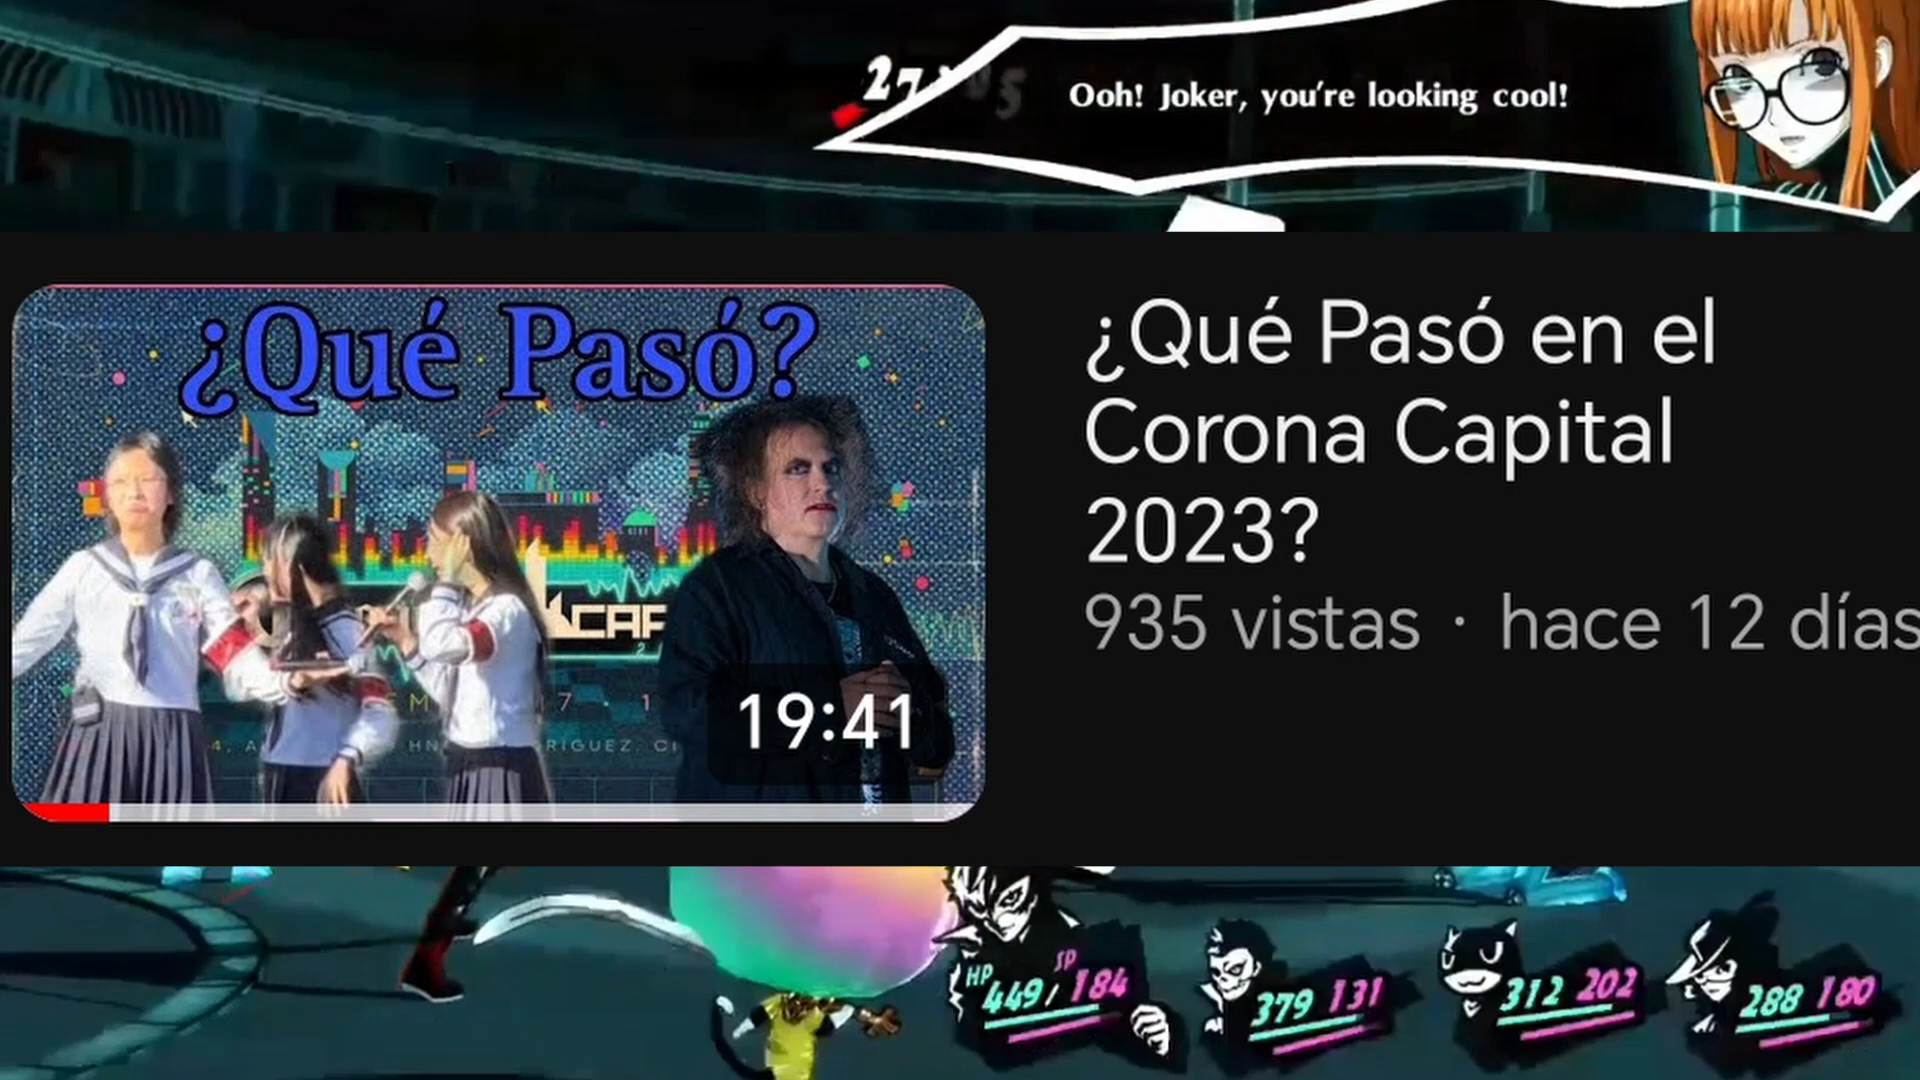 Ooh! Joker, you're looking cool!
¿Qué Pasó?
19:41
¿Qué Pasó en el
Corona Capital
2023?
935 vistas · hace 12 días
HP 449/ SP 184
379 131
312 202
288 180